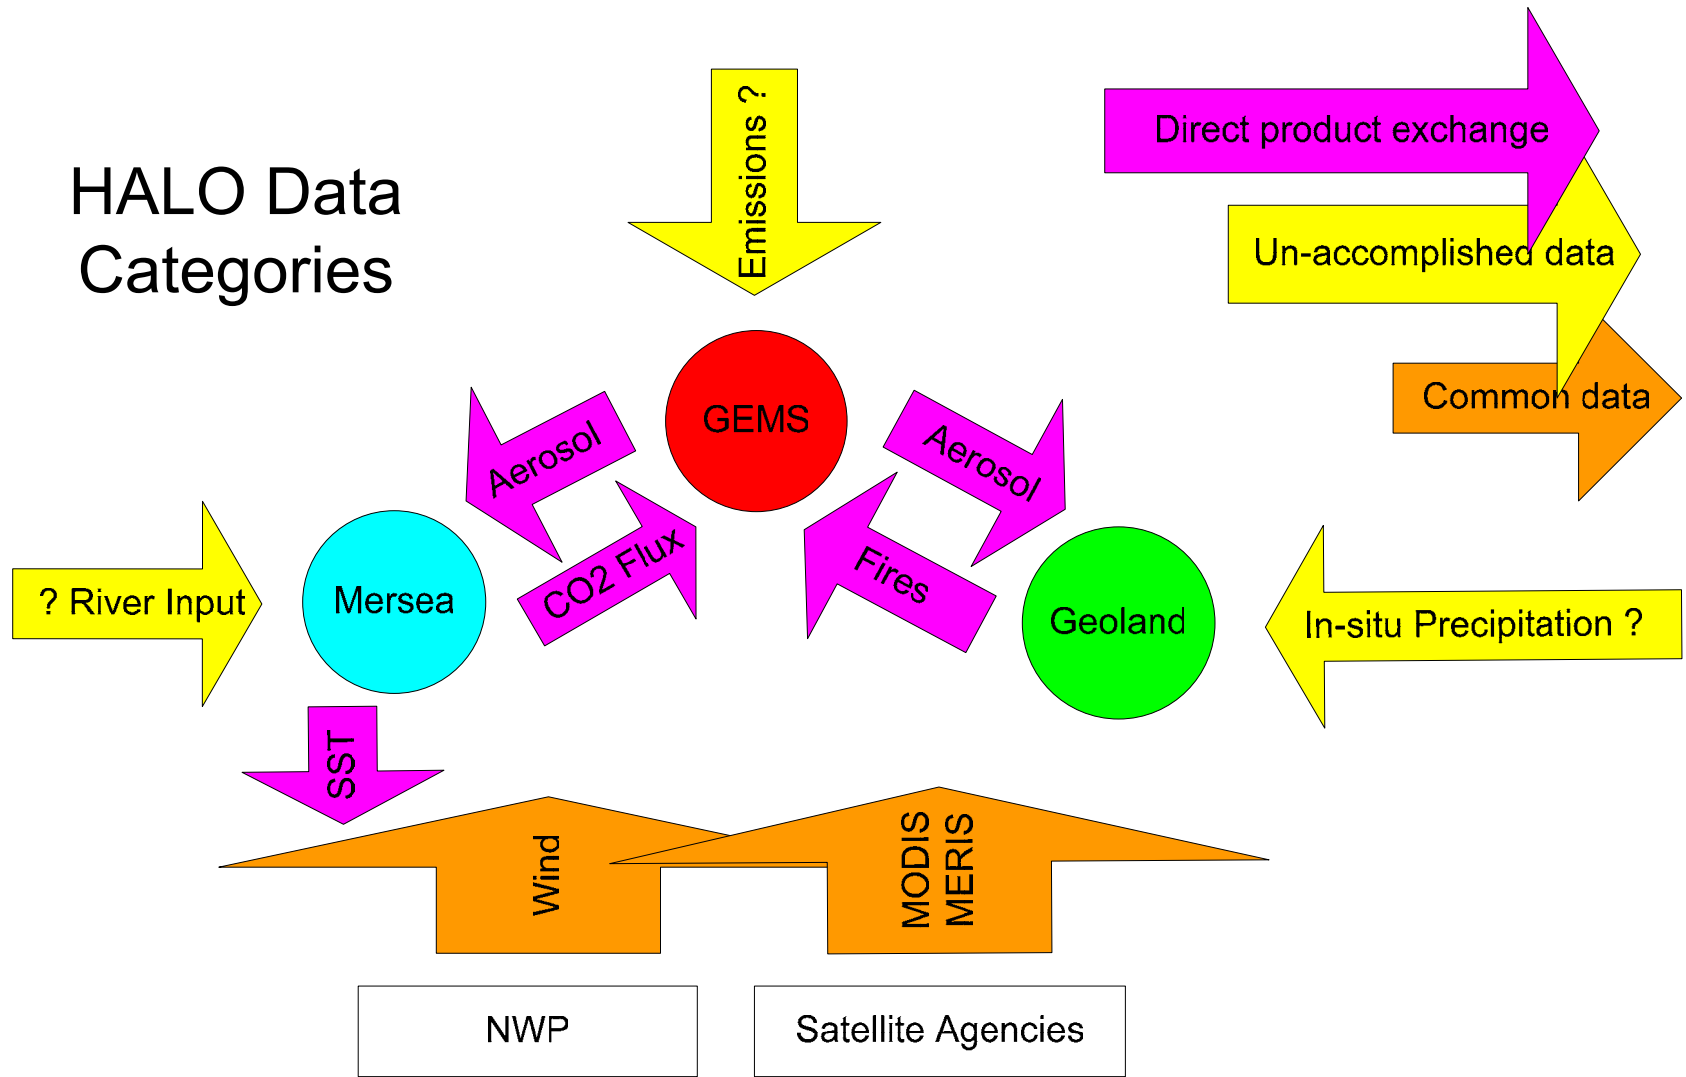 HALO Data
Categories
Emissions ?
Direct product exchange
Un-accomplished data
Common data
GEMS
Aerosol
Aerosol
CO2 Flux
Fires
? River Input
Mersea
Geoland
In-situ Precipitation ?
SST
Wind
MODIS
MERIS
NWP
Satellite Agencies